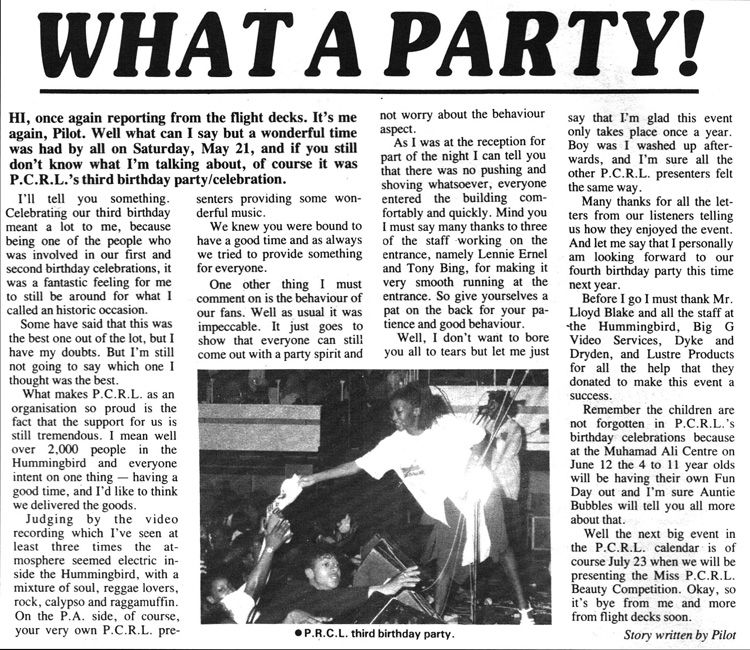 WHAT A PARTY!
HI, once again reporting from the flight decks. It's me
again, Pilot. Well what can I say but a wonderful time
was had by all on Saturday, May 21, and if you still
don't know what I'm talking about, of course it was
P.C.R.L.'s third birthday party/celebration.
I'll tell you something.
Celebrating our third birthday
meant a lot to me, because
being one of the people who
was involved in our first and
second birthday celebrations, it
was a fantastic feeling for me
to still be around for what I
called an historic occasion.
Some have said that this was
the best one out of the lot, but I
have my doubts. But I'm still
not going to say which one I
thought was the best.
What makes P.C.R.L. as an
organisation so proud is the
fact that the support for us is
still tremendous. I mean well
over 2,000 people in the
Hummingbird and everyone
intent on one thing — having a
good time, and I'd like to think
we delivered the goods.
Judging by the video
recording which I've seen at
least three times the at-
mosphere seemed electric in-
side the Hummingbird, with a
mixture of soul, reggae lovers,
rock, calypso and raggamuffin.
On the P.A. side, of course,
your very own P.C.R.L. pre-
senters providing some won-
derful music.
We knew you were bound to
have a good time and as always
we tried to provide something
for everyone.
One other thing I must
comment on is the behaviour of
our fans. Well as usual it was
impeccable. It just goes to
show that everyone can still
come out with a party spirit and
not worry about the behaviour
aspect.
As I was at the reception for
part of the night I can tell you
that there was no pushing and
shoving whatsoever, everyone
entered the building com-
fortably and quickly. Mind you
I must say many thanks to three
of the staff working on the
entrance, namely Lennie Ernel
and Tony Bing, for making it
very smooth running at the
entrance. So give yourselves a
pat on the back for your pa-
tience and good behaviour.
Well, I don't want to bore
you all to tears but let me just
say that I'm glad this event
only takes place once a year.
Boy was I washed up after-
wards, and I'm sure all the
other P.C.R.L. presenters felt
the same way.
Many thanks for all the let-
ters from our listeners telling
us how they enjoyed the event.
And let me say that I personally
am looking forward to our
fourth birthday party this time
next year.
Before I go I must thank Mr.
Lloyd Blake and all the staff at
the Hummingbird, Big G
Video Services, Dyke and
Dryden, and Lustre Products
for all the help that they
donated to make this event a
success.
Remember the children are
not forgotten in P.C.R.L.'s
birthday celebrations because
at the Muhamad Ali Centre on
June 12 the 4 to 11 year olds
will be having their own Fun
Day out and I'm sure Auntie
Bubbles will tell you all more
about that.
Well the next big event in
the P.C.R.L. calendar is of
course July 23 when we will be
presenting the Miss P.C.R.L.
Beauty Competition. Okay, so
it's bye from me and more
from flight decks soon.
Story written by Pilot
● P.R.C.L. third birthday party.